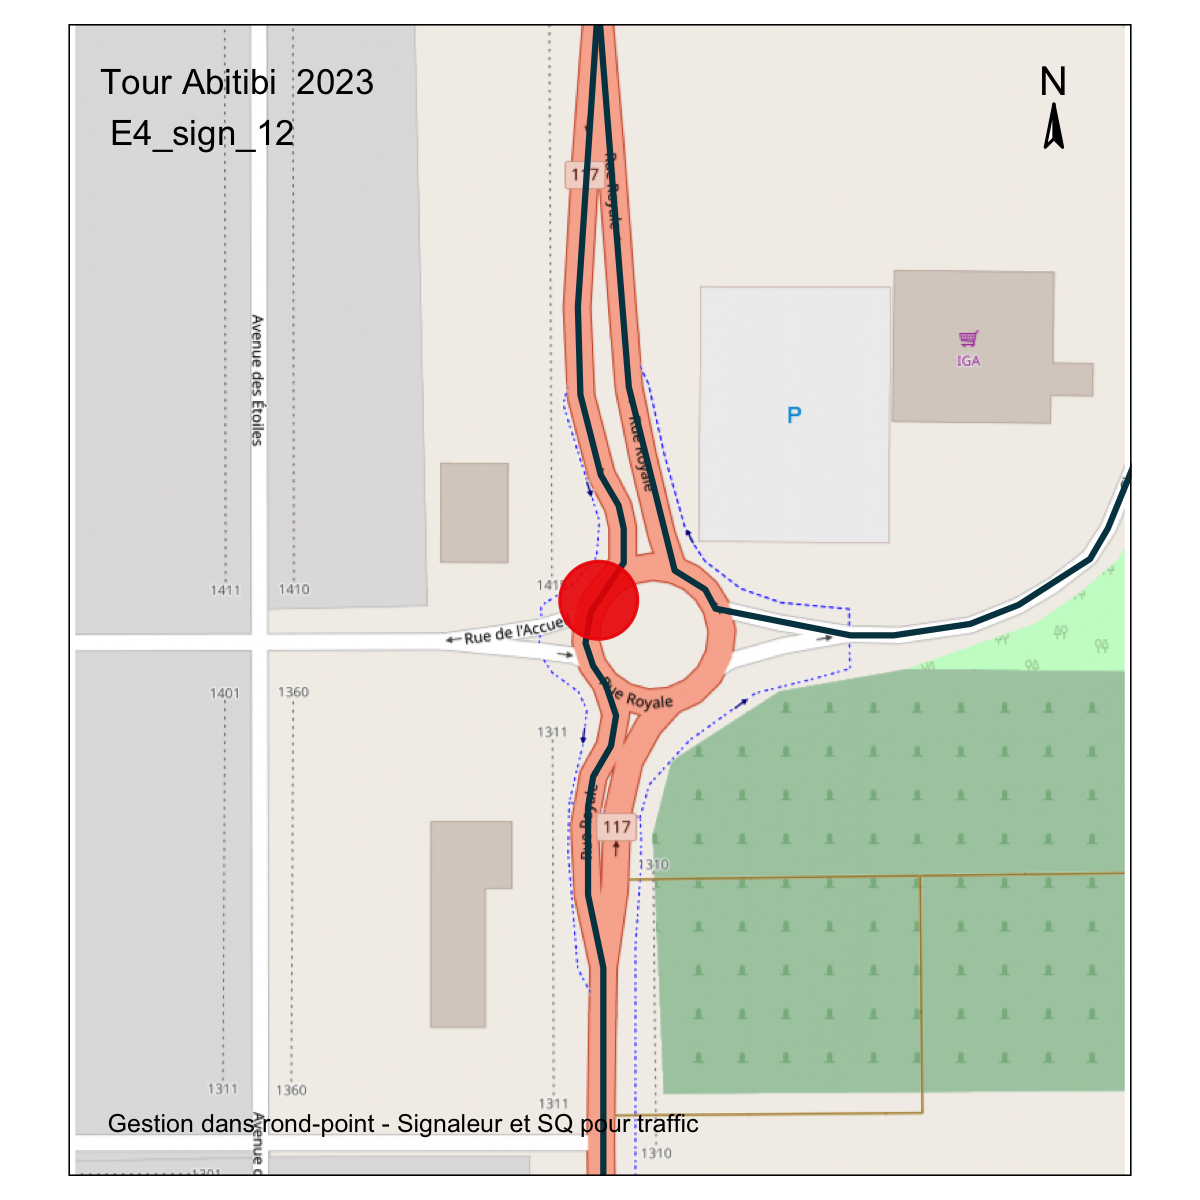 Tour Abitibi 2023
E4_sign_12
N
117
Rue Royale
Avenue des Étoiles
IGA
P
Rue Royale
1411
1410
141
Rue de l'Accue
1401
1360
Rue Royale
1311
Rue Royale
117
1310
1311
1360
1311
Gestion dans rond-point - Signaleur et SQ pour traffic
Avenue d
1310
1301